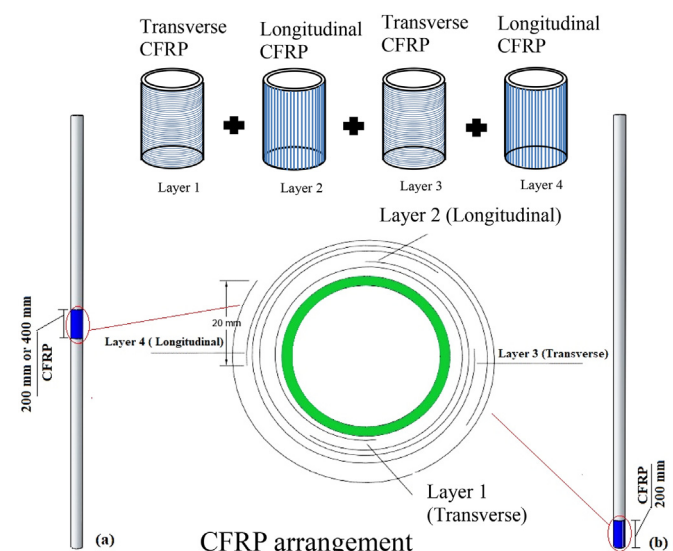 Transverse
CFRP
Longitudinal
CFRP
Transverse
CFRP
Longitudinal
CFRP
Layer 1
Layer 2
Layer 3
Layer 4
Layer 2 (Longitudinal)
200 mm or 400 mm
CFRP
20 mm
Layer 4 ( Longitudinal)
Layer 3 (Transverse)
Layer 1
(Transverse)
CFRP
200 mm
(a)
CFRP arrangement
(b)